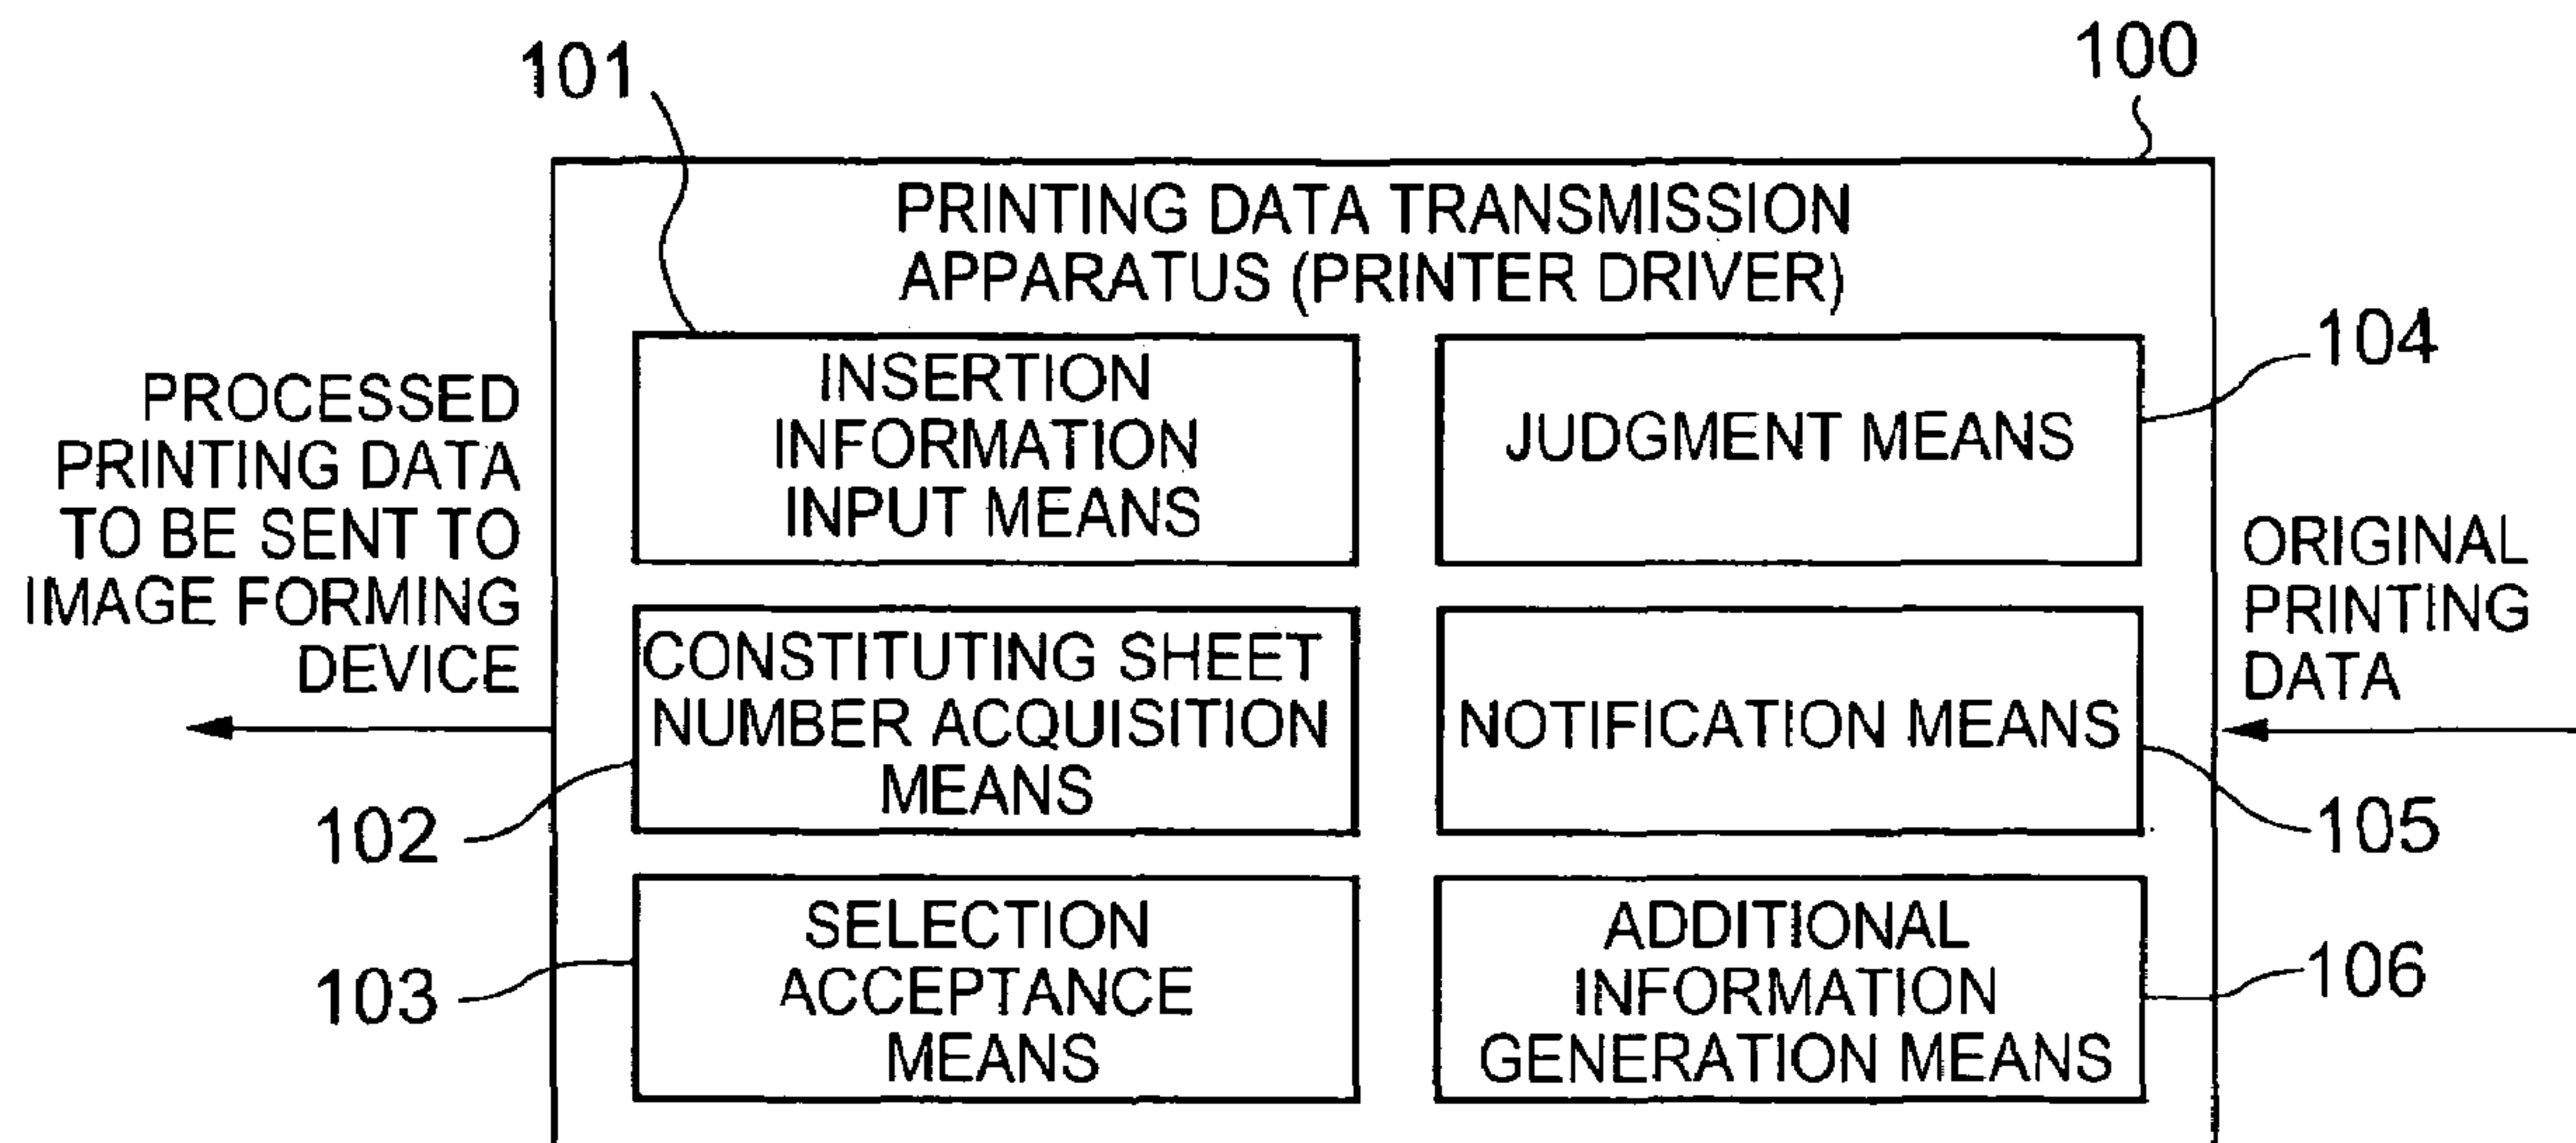 101
100
PRINTING DATA TRANSMISSION
APPARATUS (PRINTER DRIVER)
INSERTION
INFORMATION
INPUT MEANS
JUDGMENT MEANS
104
PROCESSED
PRINTING DATA
TO BE SENT TO
IMAGE FORMING
DEVICE
ORIGINAL
PRINTING
DATA
CONSTITUTING SHEET
NUMBER ACQUISITION
MEANS
NOTIFICATION MEANS
102
105
SELECTION
ACCEPTANCE
MEANS
ADDITIONAL
INFORMATION
GENERATION MEANS
103
106